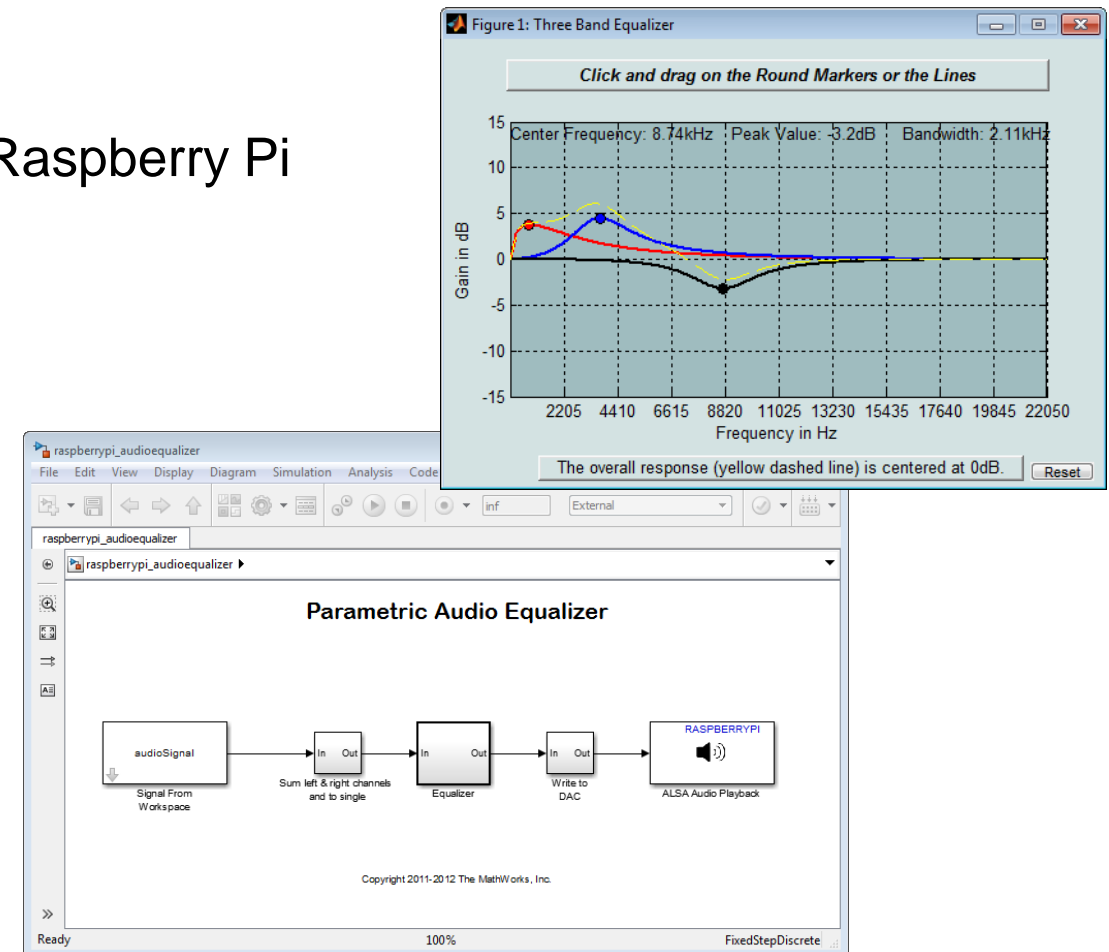 Raspberry Pi
Figure 1: Three Band Equalizer
Click and drag on the Round Markers or the Lines
Center Frequency: 8.74kHz Peak Value: -3.2dB Bandwidth: 2.11kHz
15
10
5
0
-5
-10
-15
Gain in dB
2205 4410 6615 8820 11025 13230 15435 17640 19845 22050
Frequency in Hz
The overall response (yellow dashed line) is centered at 0dB.
Reset
raspberrypi_audioequalizer
File Edit View Display Diagram Simulation Analysis Code
inf External
raspberrypi_audioequalizer
raspberrypi_audioequalizer
Parametric Audio Equalizer
audioSignal
Signal From
Workspace
In Out
Sum left & right channels
and to single
In Out
Equalizer
In Out
Write to
DAC
RASPBERRYPI
ALSA Audio Playback
Copyright 2011-2012 The MathWorks, Inc.
Ready 100% FixedStepDiscrete